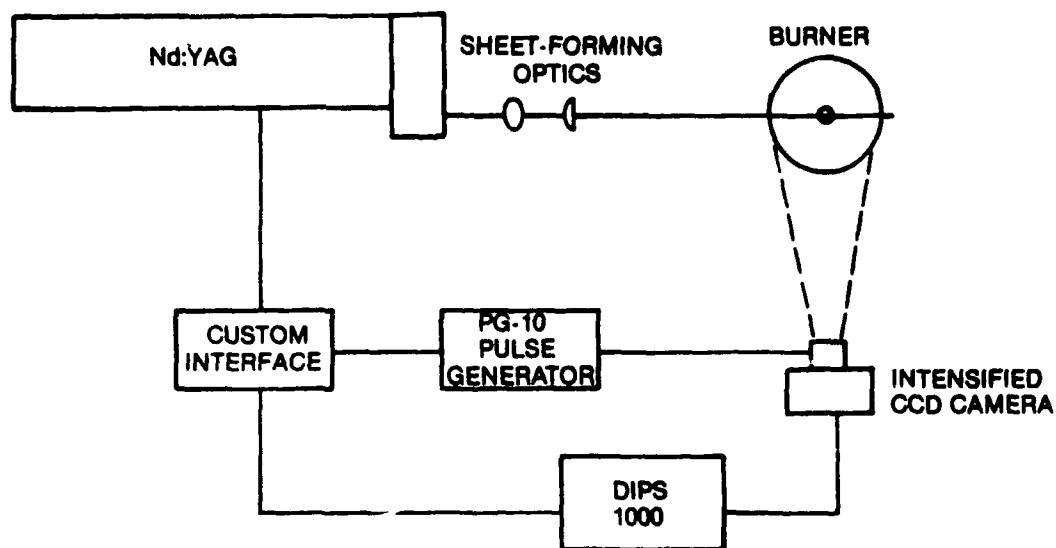 Nd:YAG
SHEET-FORMING
OPTICS
BURNER
CUSTOM
INTERFACE
PG-10
PULSE
GENERATOR
INTENSIFIED
CCD CAMERA
DIPS
1000